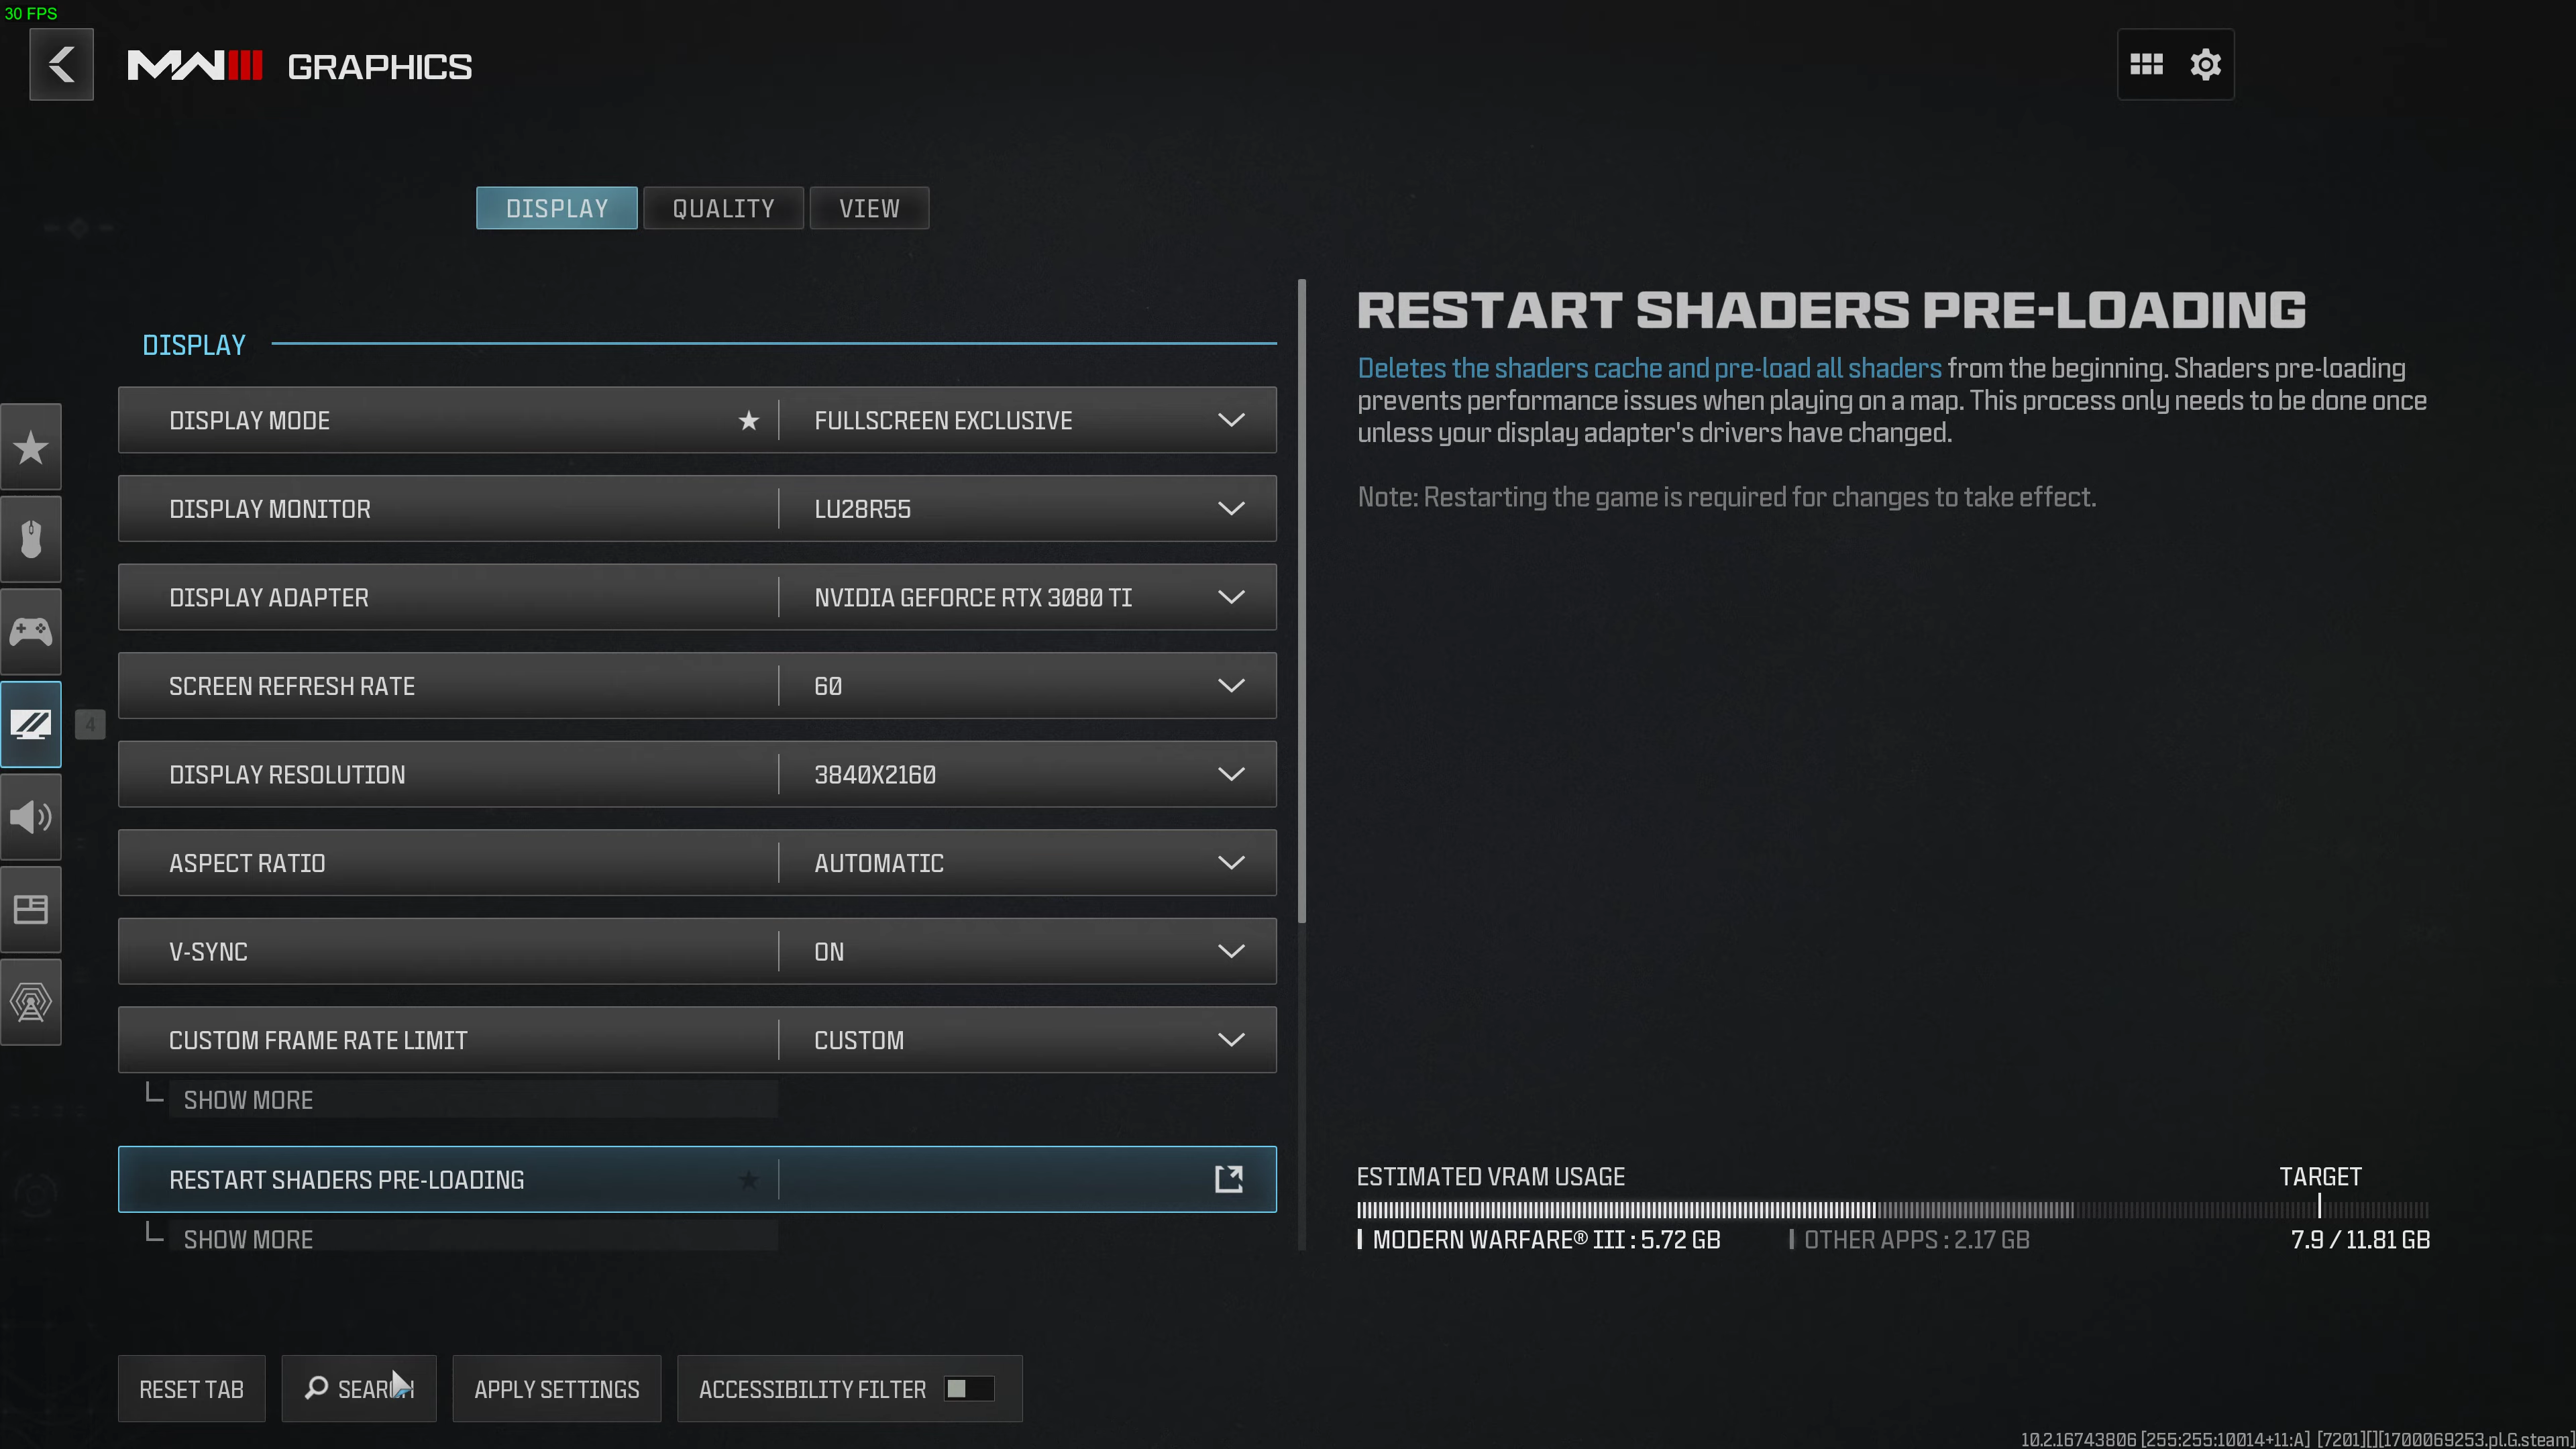 30 FPS
MWIII GRAPHICS
DISPLAY QUALITY VIEW
DISPLAY
DISPLAY MODE FULLSCREEN EXCLUSIVE
DISPLAY MONITOR LU28R55
DISPLAY ADAPTER NVIDIA GEFORCE RTX 3080 TI
SCREEN REFRESH RATE 60
4
DISPLAY RESOLUTION 3840X2160
ASPECT RATIO AUTOMATIC
V-SYNC ON
CUSTOM FRAME RATE LIMIT CUSTOM
SHOW MORE
RESTART SHADERS PRE-LOADING
SHOW MORE
RESTART SHADERS PRE-LOADING
Deletes the shaders cache and pre-load all shaders from the beginning. Shaders pre-loading
prevents performance issues when playing on a map. This process only needs to be done once
unless your display adapter's drivers have changed.
Note: Restarting the game is required for changes to take effect.
ESTIMATED VRAM USAGE TARGET
MODERN WARFARE® III : 5.72 GB OTHER APPS : 2.17 GB 7.9 / 11.81 GB
RESET TAB SEARCH APPLY SETTINGS ACCESSIBILITY FILTER
10.2.16743806 [255:255:10014+11:A] [7201][][1700069253.pl.G.steam]